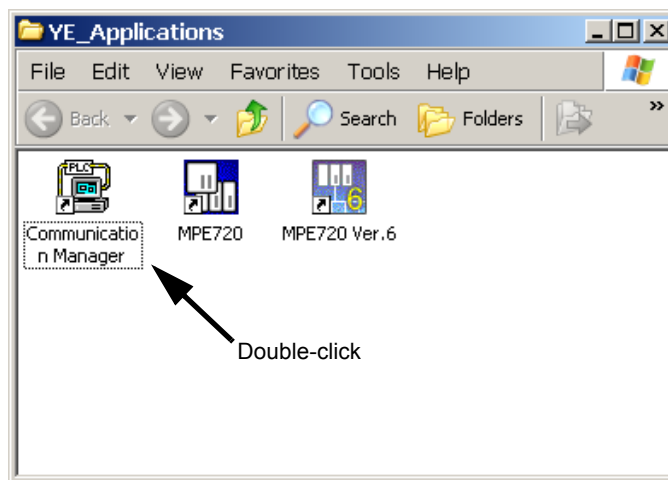 YE_Applications
File Edit View Favorites Tools Help
Back Search Folders »
PLC
6
Communicatio
n Manager
MPE720
MPE720 Ver.6
Double-click